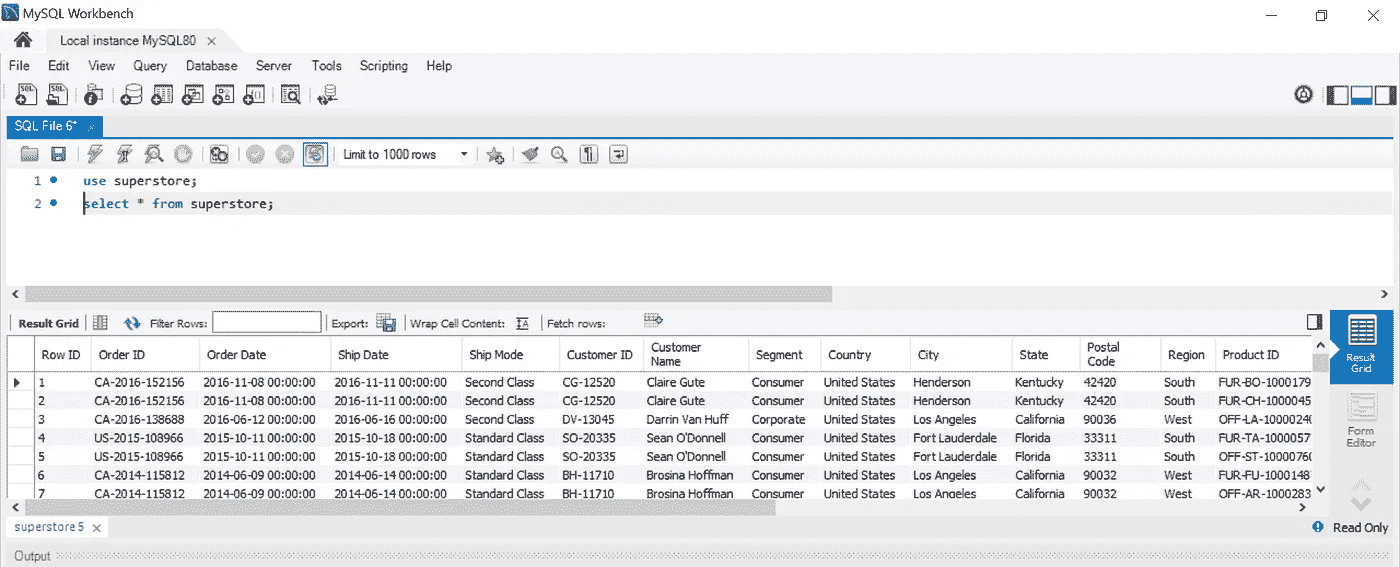 MySQL Workbench
Local instance MySQL80
File Edit View Query Database Server Tools Scripting Help
SQL File 6*
Limit to 1000 rows
1 use superstore;
2 select * from superstore;
Result Grid Filter Rows: Export: Wrap Cell Content: Fetch rows:
Row ID Order ID Order Date Ship Date Ship Mode Customer ID Customer Name Segment Country City State Postal Code Region Product ID
1 CA-2016-152156 2016-11-08 00:00:00 2016-11-11 00:00:00 Second Class CG-12520 Claire Gute Consumer United States Henderson Kentucky 42420 South FUR-BO-1000179
2 CA-2016-152156 2016-11-08 00:00:00 2016-11-11 00:00:00 Second Class CG-12520 Claire Gute Consumer United States Henderson Kentucky 42420 South FUR-CH-1000045
3 CA-2016-138688 2016-06-12 00:00:00 2016-06-16 00:00:00 Second Class DV-13045 Darrin Van Huff Corporate United States Los Angeles California 90036 West OFF-LA-1000024
4 US-2015-108966 2015-10-11 00:00:00 2015-10-18 00:00:00 Standard Class SO-20335 Sean O'Donnell Consumer United States Fort Lauderdale Florida 33311 South FUR-TA-1000057
5 US-2015-108966 2015-10-11 00:00:00 2015-10-18 00:00:00 Standard Class SO-20335 Sean O'Donnell Consumer United States Fort Lauderdale Florida 33311 South OFF-ST-1000076
6 CA-2014-115812 2014-06-09 00:00:00 2014-06-14 00:00:00 Standard Class BH-11710 Brosina Hoffman Consumer United States Los Angeles California 90032 West FUR-FU-1000148
7 CA-2014-115812 2014-06-09 00:00:00 2014-06-14 00:00:00 Standard Class BH-11710 Brosina Hoffman Consumer United States Los Angeles California 90032 West OFF-AR-1000283
Result
Grid
Form
Editor
superstore 5
Read Only
Output